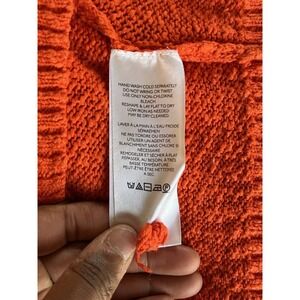 HAND WASH COLD SEPARATELY
DO NOT WRING OR TWIST
USE ONLY NON-CHLORINE
BLEACH
RESHAPE & LAY FLAT TO DRY
LOW IRON AS NEEDED
MAY BE DRY CLEANED
LAVER À LA MAIN À L'EAU FROIDE
SÉPARÉMENT
NE PAS TORDRE OU ESSORER
UTILISER UN AGENT DE
BLANCHIMENT SANS CHLORE SI
NÉCESSAIRE
REMODELER ET SÉCHER À PLAT
REPASSER, AU BESOIN, À TRÈS
BASSE TEMPÉRATURE
PEUT-ÊTRE ÊTRE NETTOYÉE
À SEC